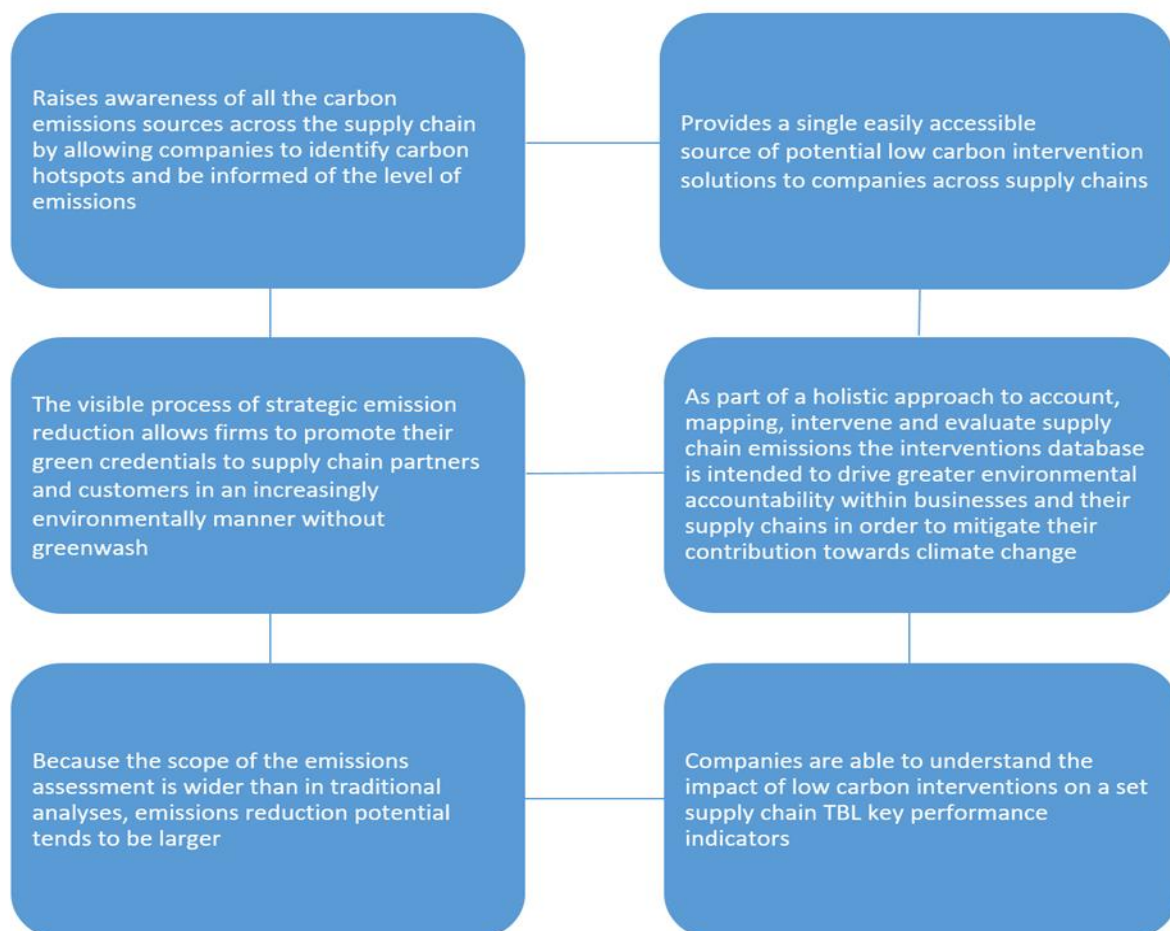 Raises awareness of all the carbon
emissions sources across the supply chain
by allowing companies to identify carbon
hotspots and be informed of the level of
emissions
Provides a single easily accessible
source of potential low carbon intervention
solutions to companies across supply chains
The visible process of strategic emission
reduction allows firms to promote their
green credentials to supply chain partners
and customers in an increasingly
environmentally manner without
greenwash
As part of a holistic approach to account,
mapping, intervene and evaluate supply
chain emissions the interventions database
is intended to drive greater environmental
accountability within businesses and their
supply chains in order to mitigate their
contribution towards climate change
Because the scope of the emissions
assessment is wider than in traditional
analyses, emissions reduction potential
tends to be larger
Companies are able to understand the
impact of low carbon interventions on a set
supply chain TBL key performance
indicators